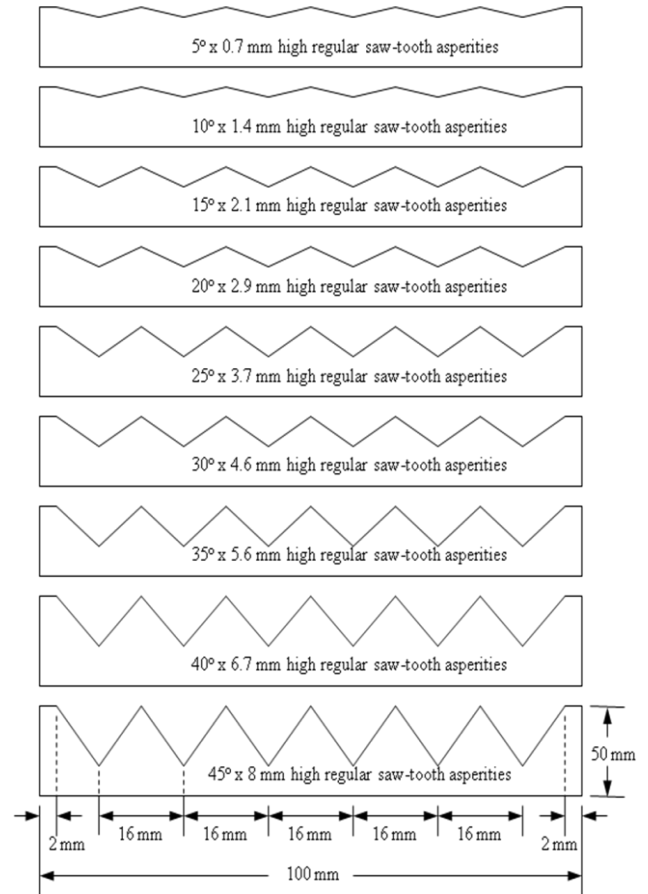 5º x 0.7 mm high regular saw-tooth asperities
10º x 1.4 mm high regular saw-tooth asperities
15º x 2.1 mm high regular saw-tooth asperities
20º x 2.9 mm high regular saw-tooth asperities
25º x 3.7 mm high regular saw-tooth asperities
30º x 4.6 mm high regular saw-tooth asperities
35º x 5.6 mm high regular saw-tooth asperities
40º x 6.7 mm high regular saw-tooth asperities
45º x 8 mm high regular saw-tooth asperities
50 mm
2 mm
16 mm
16 mm
16 mm
16 mm
16 mm
2 mm
100 mm